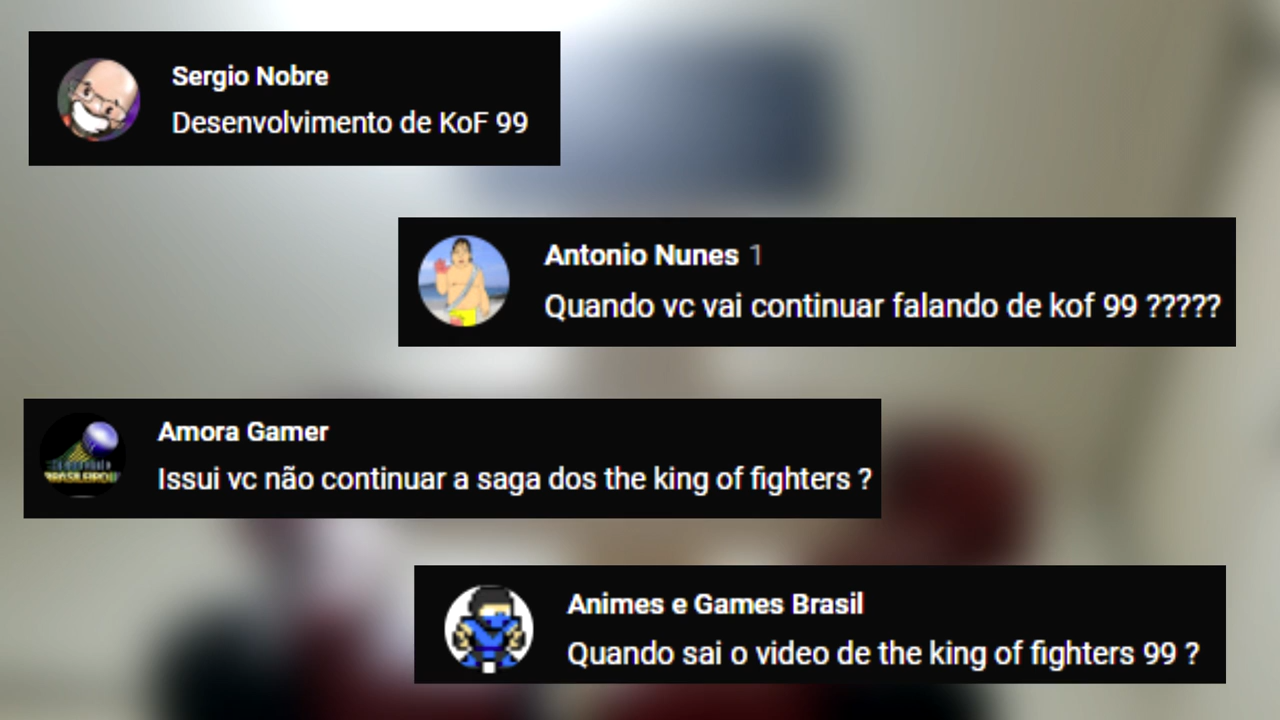 Sergio Nobre
Desenvolvimento de KoF 99
Antonio Nunes 1
Quando vc vai continuar falando de kof 99 ?????
Amora Gamer
Issui vc não continuar a saga dos the king of fighters ?
Animes e Games Brasil
Quando sai o video de the king of fighters 99 ?